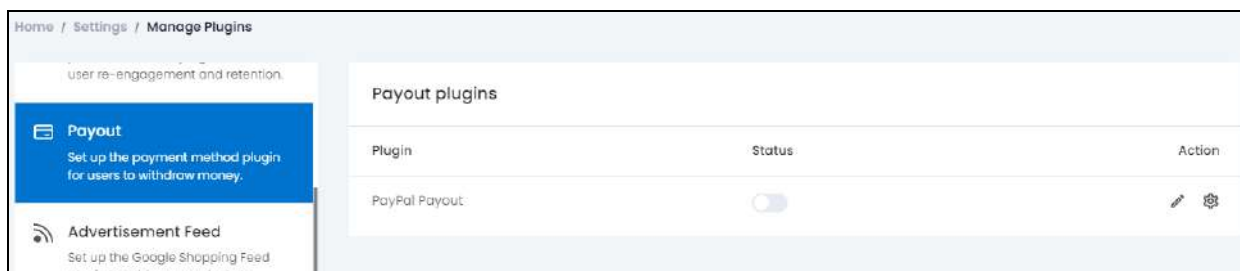 Home / Settings / Manage Plugins
user re-engagement and retention.
Payout
Set up the payment method plugin
for users to withdraw money.
Advertisement Feed
Set up the Google Shopping Feed
Payout plugins
Plugin Status Action
PayPal Payout